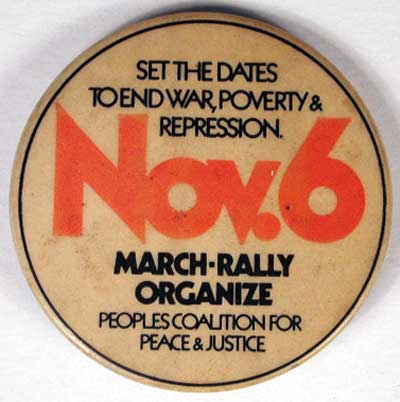 SET THE DATES
TO END WAR, POVERTY &
REPRESSION.
Nov. 6
MARCH-RALLY
ORGANIZE
PEOPLES COALITION FOR
PEACE & JUSTICE